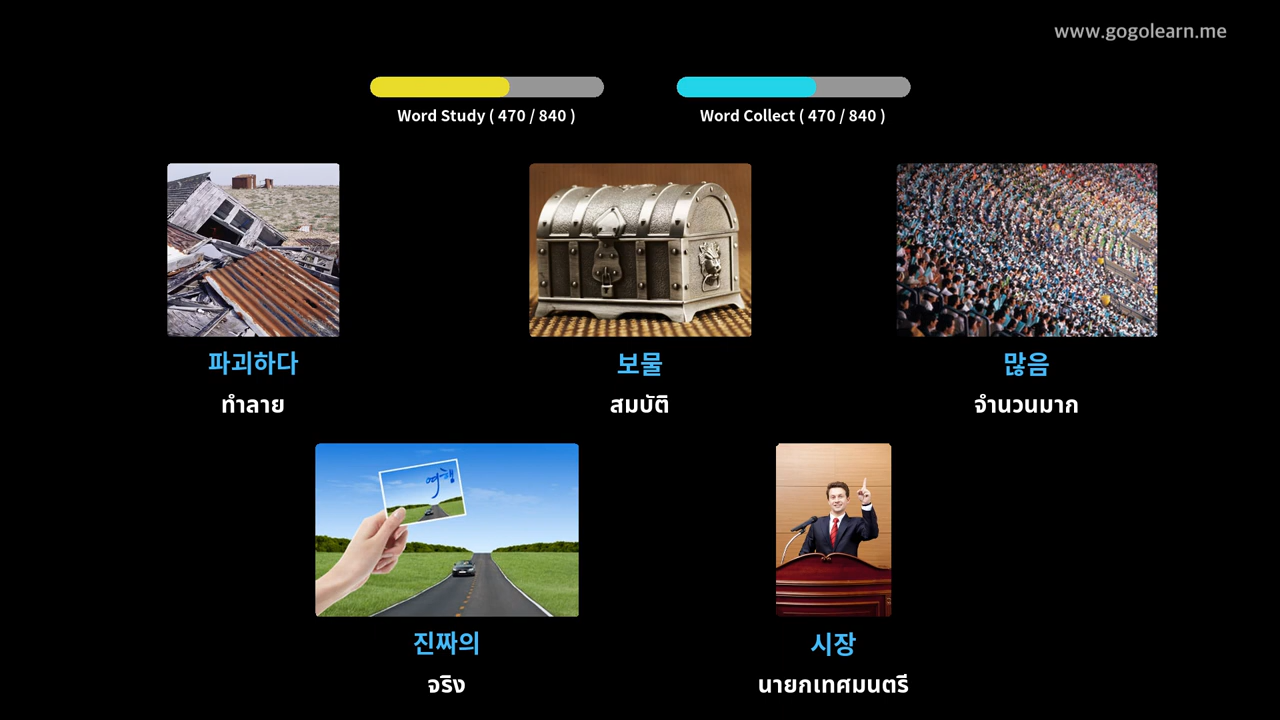 www.gogolearn.me
Word Study ( 470 / 840 )
Word Collect ( 470 / 840 )
파괴하다
보물
많음
ทำลาย
สมบัติ
จำนวนมาก
여행
진짜의
시장
จริง
นายกเทศมนตรี